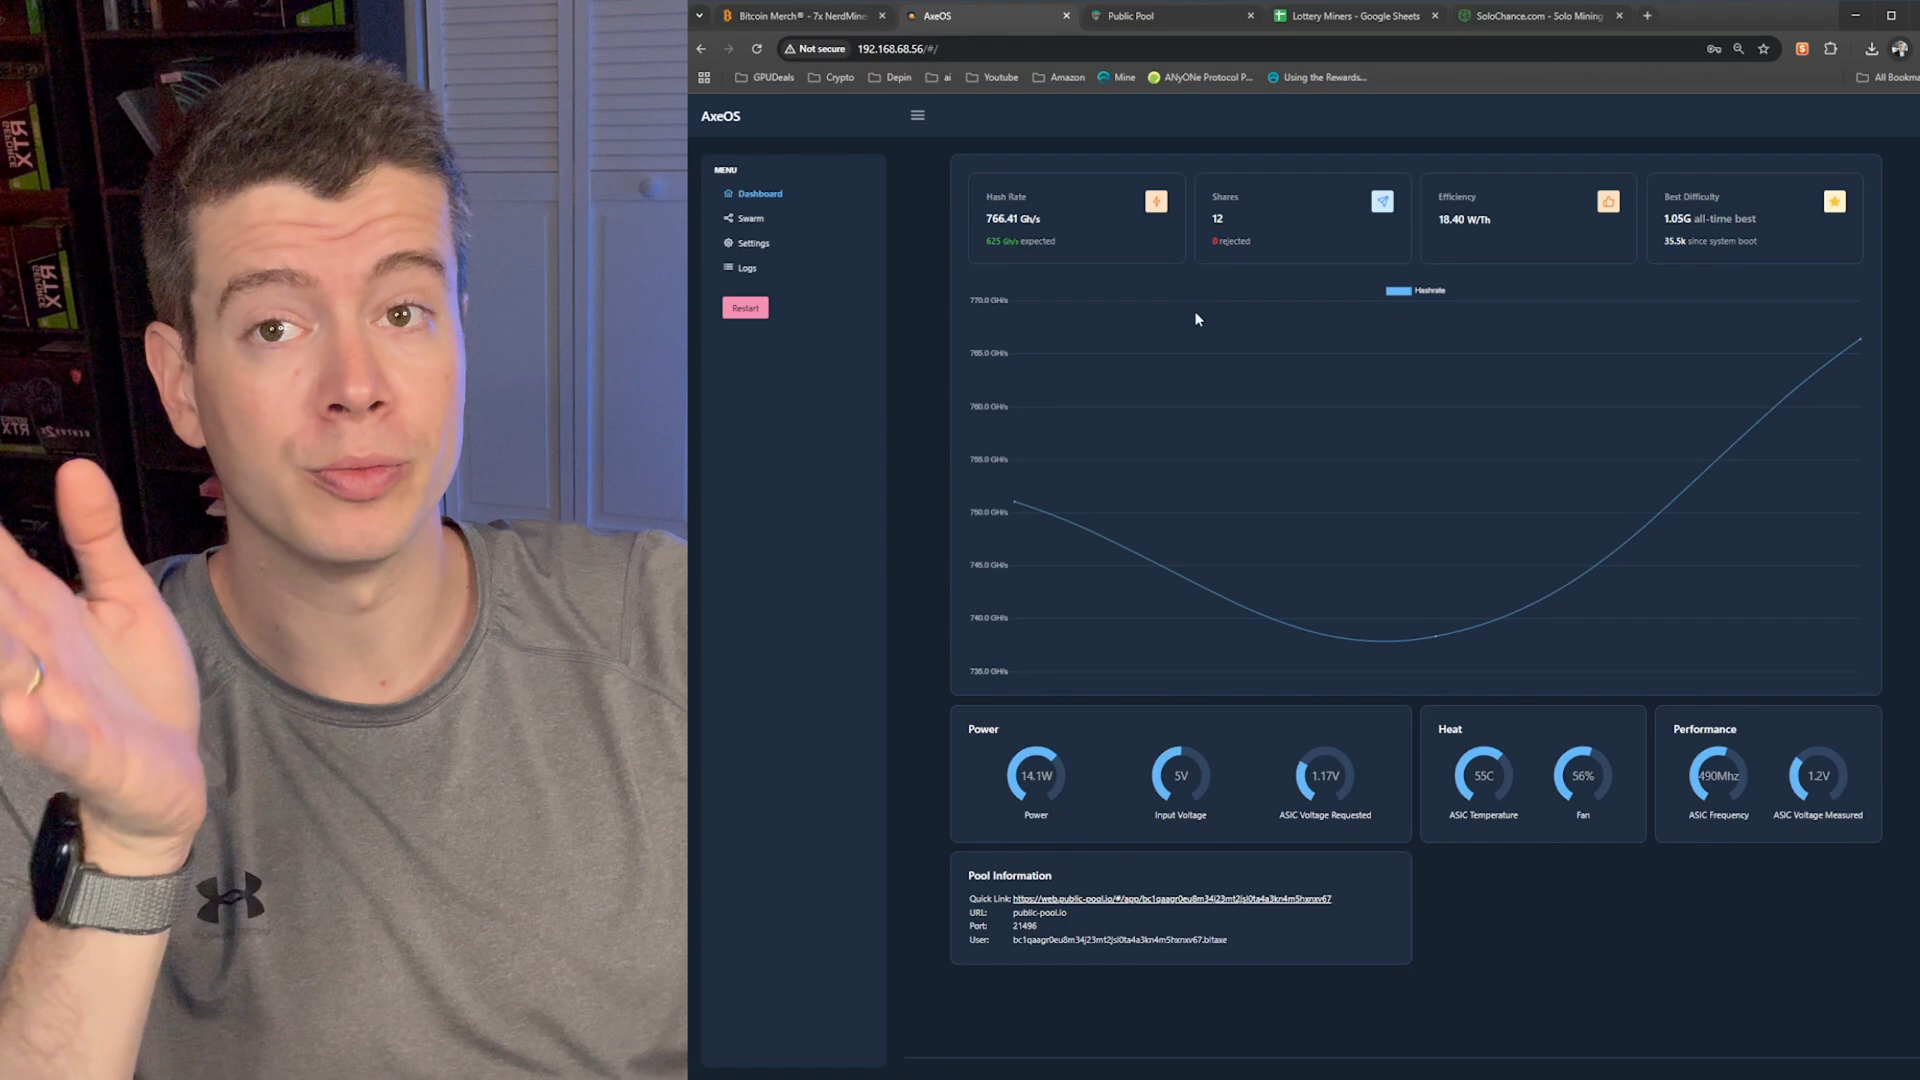 Bitcoin Merch® - 7x NerdMine
AxeOS
Public Pool
Lottery Miners - Google Sheets
SoloChance.com - Solo Mining
Not secure
192.168.68.56/#/
GPUDeals
Crypto
Depin
ai
Youtube
Amazon
Mine
ANyONe Protocol P...
Using the Rewards...
All Bookma
AxeOS
MENU
Dashboard
Swarm
Settings
Logs
Restart
Hash Rate
766.41 Gh/s
625 Gh/s expected
Shares
12
0 rejected
Efficiency
18.40 W/Th
Best Difficulty
1.05G all-time best
35.5k since system boot
Hashrate
770.0 GH/s
765.0 GH/s
760.0 GH/s
755.0 GH/s
750.0 GH/s
745.0 GH/s
740.0 GH/s
735.0 GH/s
Power
14.1W
Power
5V
Input Voltage
1.17V
ASIC Voltage Requested
Heat
55C
ASIC Temperature
56%
Fan
Performance
490Mhz
ASIC Frequency
1.2V
ASIC Voltage Measured
Pool Information
Quick Link:
URL: public-pool.io
Port: 21496
User:
RTX
RTX
RTX